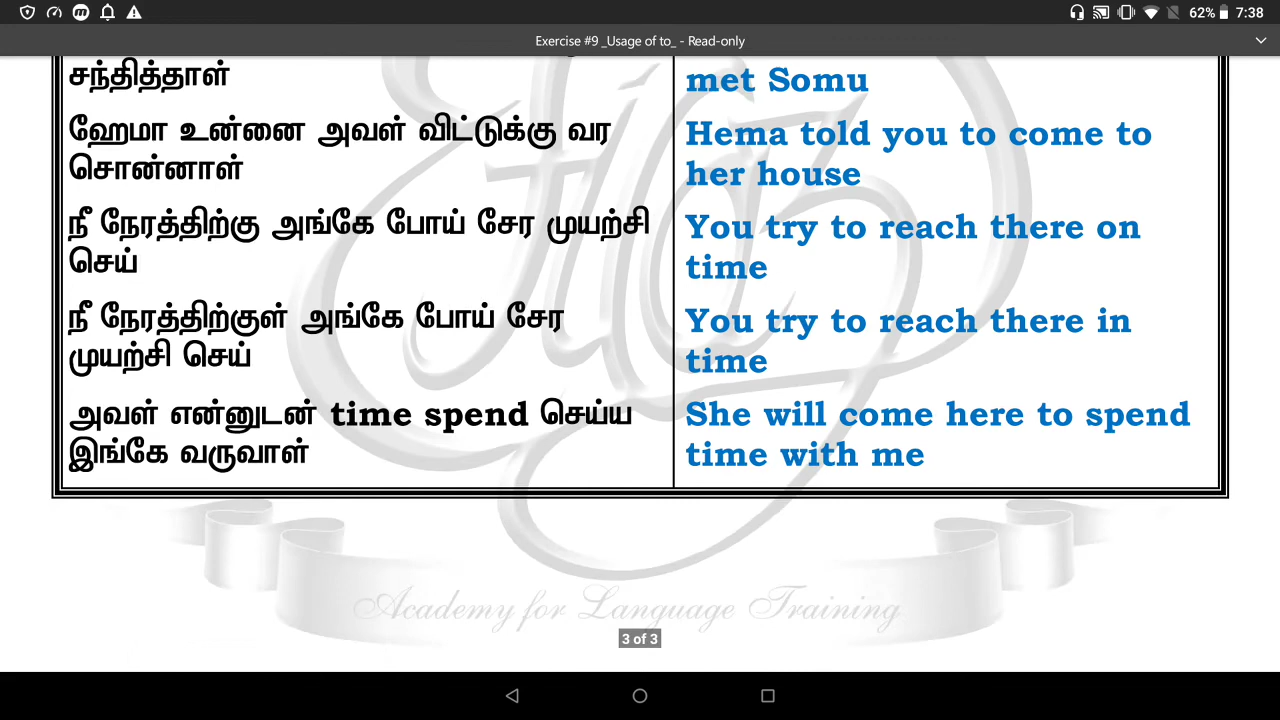 62% 7:38
Exercise #9 _Usage of to_ - Read-only
சந்தித்தாள்
met Somu
ஹேமா உன்னை அவள் விட்டுக்கு வர
சொன்னாள்
Hema told you to come to
her house
நீ நேரத்திற்கு அங்கே போய் சேர முயற்சி
செய்
You try to reach there on
time
நீ நேரத்திற்குள் அங்கே போய் சேர
முயற்சி செய்
You try to reach there in
time
அவள் என்னுடன் time spend செய்ய
இங்கே வருவாள்
She will come here to spend
time with me
Academy for Language Training
3 of 3